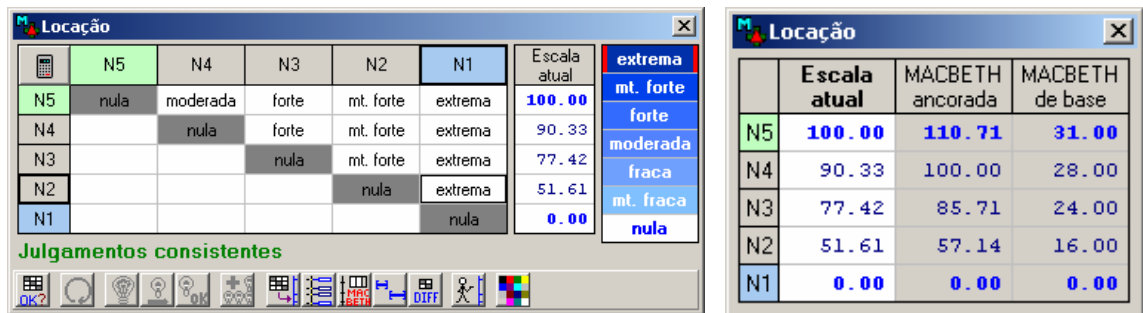 Locação
N5 N4 N3 N2 N1 Escala atual extrema
N5 nula moderada forte mt. forte extrema 100.00 mt. forte
N4 nula forte mt. forte extrema 90.33 forte
N3 nula mt. forte extrema 77.42 moderada
N2 nula extrema 51.61 fraca
mt. fraca
N1 nula 0.00 nula
Julgamentos consistentes
OK? OK MAC BETH DIFF
Locação
Escala atual MACBETH ancorada MACBETH de base
N5 100.00 110.71 31.00
N4 90.33 100.00 28.00
N3 77.42 85.71 24.00
N2 51.61 57.14 16.00
N1 0.00 0.00 0.00